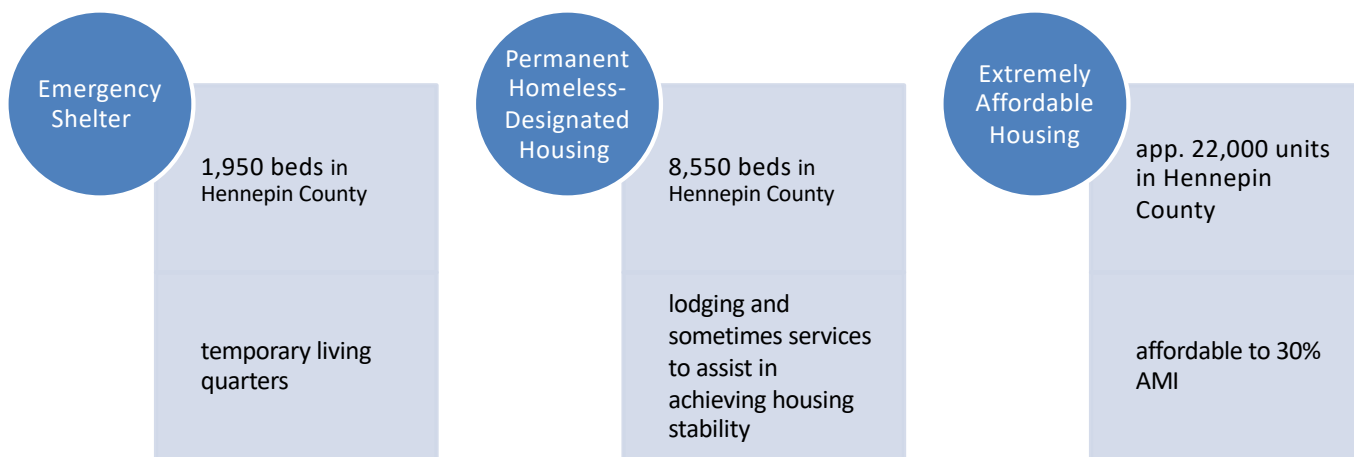 Emergency
Shelter
1,950 beds in
Hennepin County
temporary living
quarters
Permanent
Homeless-
Designated
Housing
8,550 beds in
Hennepin County
lodging and
sometimes services
to assist in
achieving housing
stability
Extremely
Affordable
Housing
app. 22,000 units
in Hennepin
County
affordable to 30%
AMI